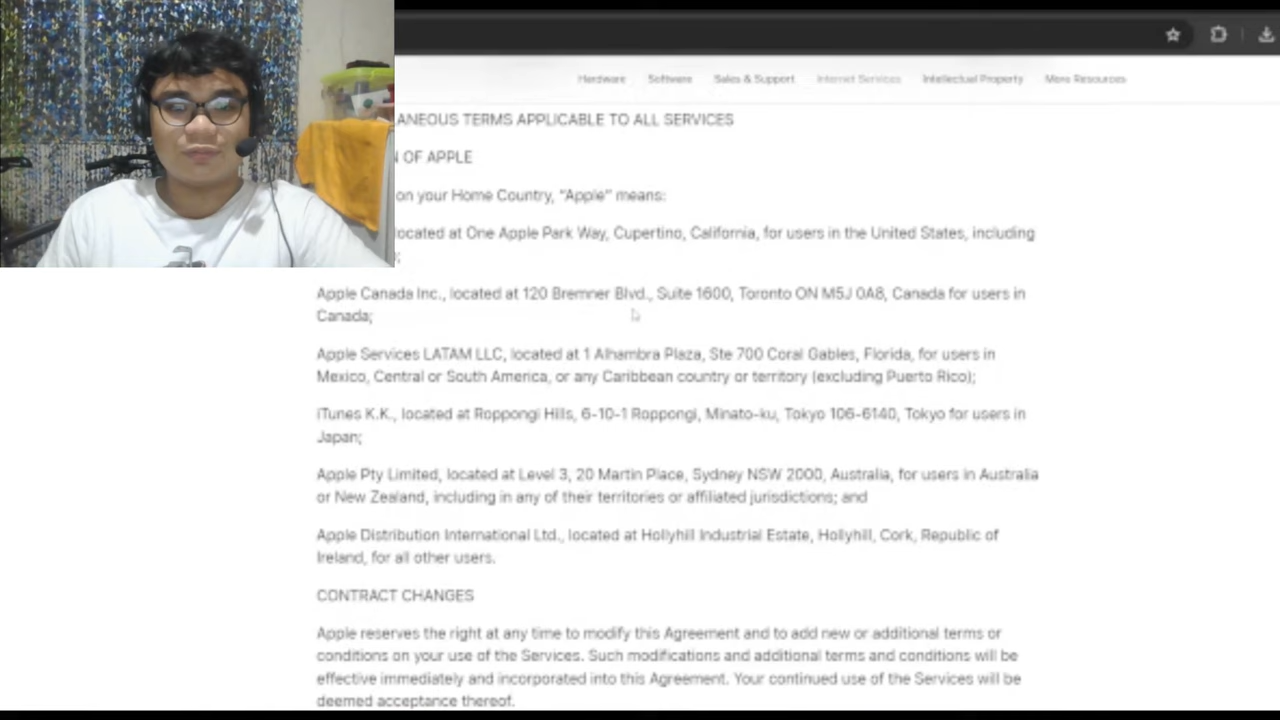 Hardware Software Sales & Support Internet Services Intellectual Property More Resources
ANEOUS TERMS APPLICABLE TO ALL SERVICES
N OF APPLE
on your Home Country, “Apple” means:
located at One Apple Park Way, Cupertino, California, for users in the United States, including
;
Apple Canada Inc., located at 120 Bremner Blvd., Suite 1600, Toronto ON M5J 0A8, Canada for users in
Canada;
Apple Services LATAM LLC, located at 1 Alhambra Plaza, Ste 700 Coral Gables, Florida, for users in
Mexico, Central or South America, or any Caribbean country or territory (excluding Puerto Rico);
iTunes K.K., located at Roppongi Hills, 6-10-1 Roppongi, Minato-ku, Tokyo 106-6140, Tokyo for users in
Japan;
Apple Pty Limited, located at Level 3, 20 Martin Place, Sydney NSW 2000, Australia, for users in Australia
or New Zealand, including in any of their territories or affiliated jurisdictions; and
Apple Distribution International Ltd., located at Hollyhill Industrial Estate, Hollyhill, Cork, Republic of
Ireland, for all other users.
CONTRACT CHANGES
Apple reserves the right at any time to modify this Agreement and to add new or additional terms or
conditions on your use of the Services. Such modifications and additional terms and conditions will be
effective immediately and incorporated into this Agreement. Your continued use of the Services will be
deemed acceptance thereof.